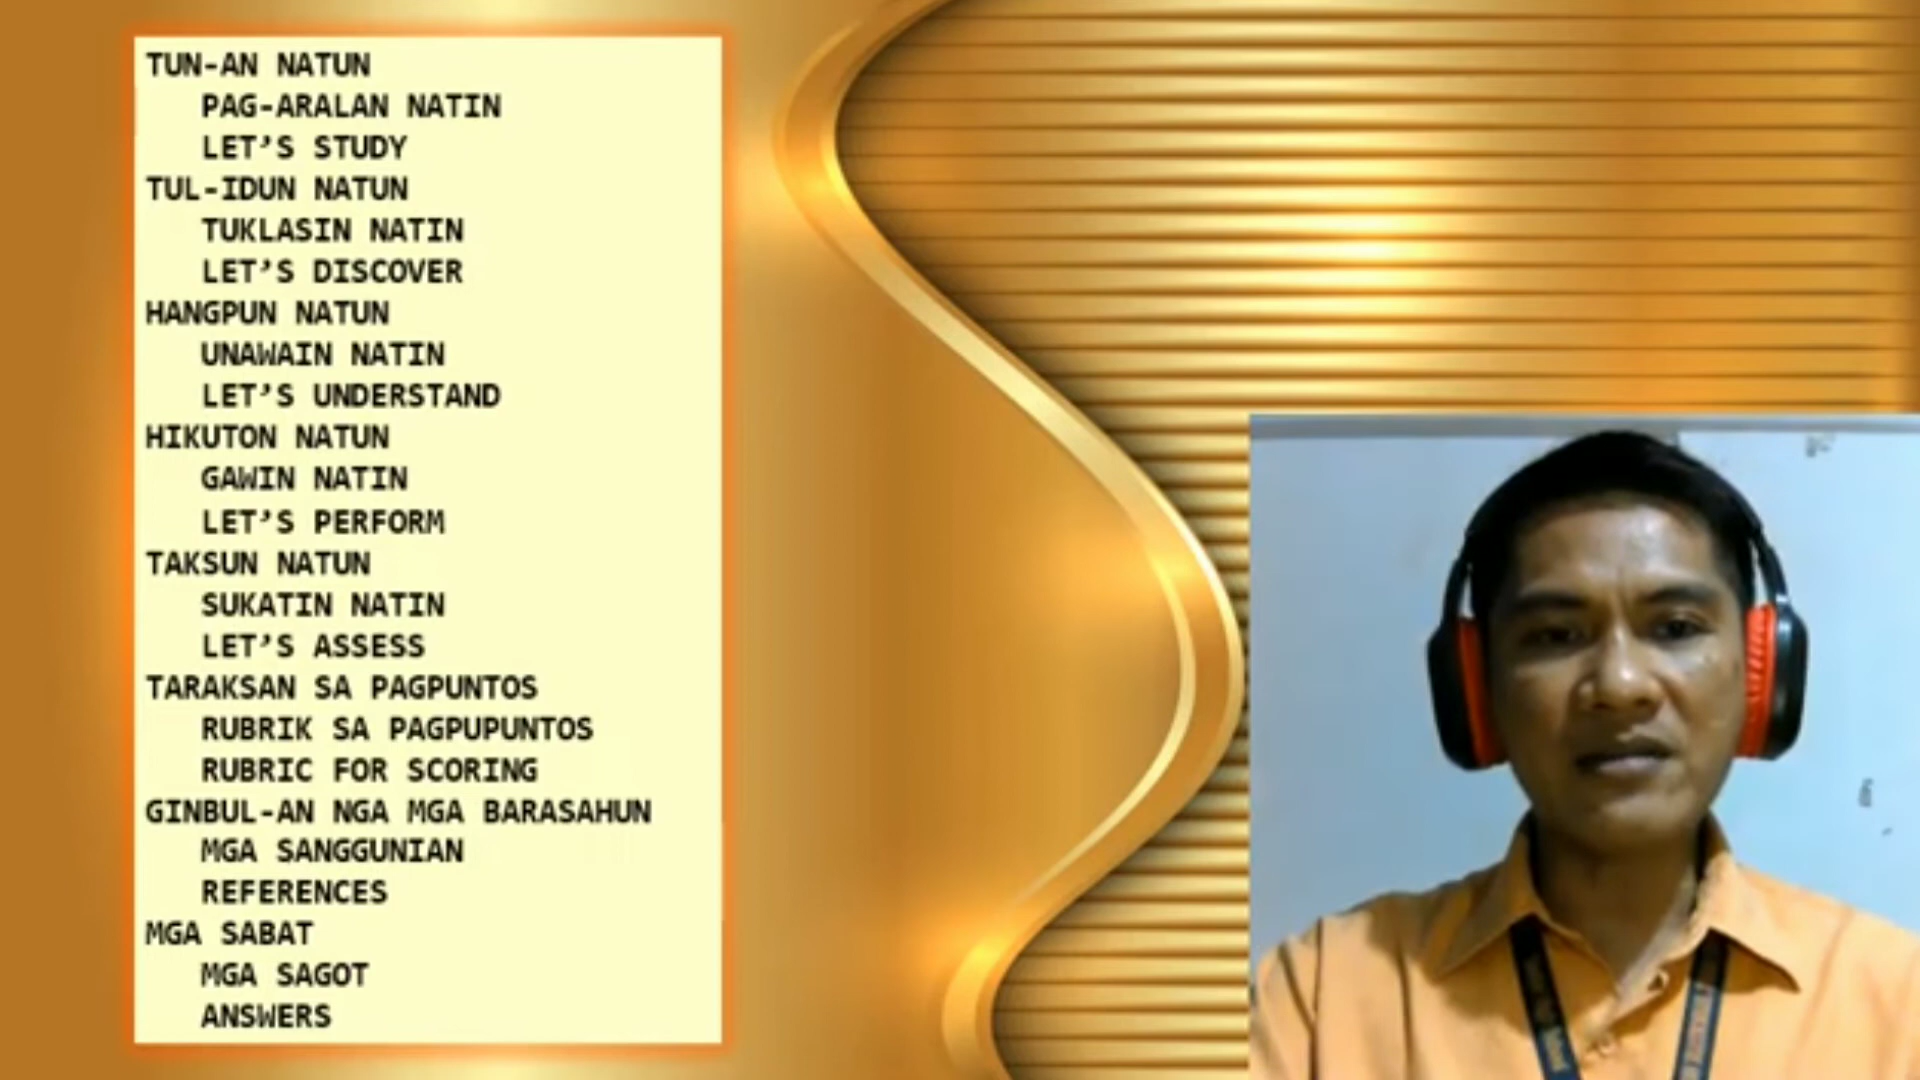 TUN-AN NATUN
PAG-ARALAN NATIN
LET’S STUDY
TUL-IDUN NATUN
TUKLASIN NATIN
LET’S DISCOVER
HANGPUN NATUN
UNAWAIN NATIN
LET’S UNDERSTAND
HIKUTON NATUN
GAWIN NATIN
LET’S PERFORM
TAKSUN NATUN
SUKATIN NATIN
LET’S ASSESS
TARAKSAN SA PAGPUNTOS
RUBRIK SA PAGPUPUNTOS
RUBRIC FOR SCORING
GINBUL-AN NGA MGA BARASAHUN
MGA SANGGUNIAN
REFERENCES
MGA SABAT
MGA SAGOT
ANSWERS